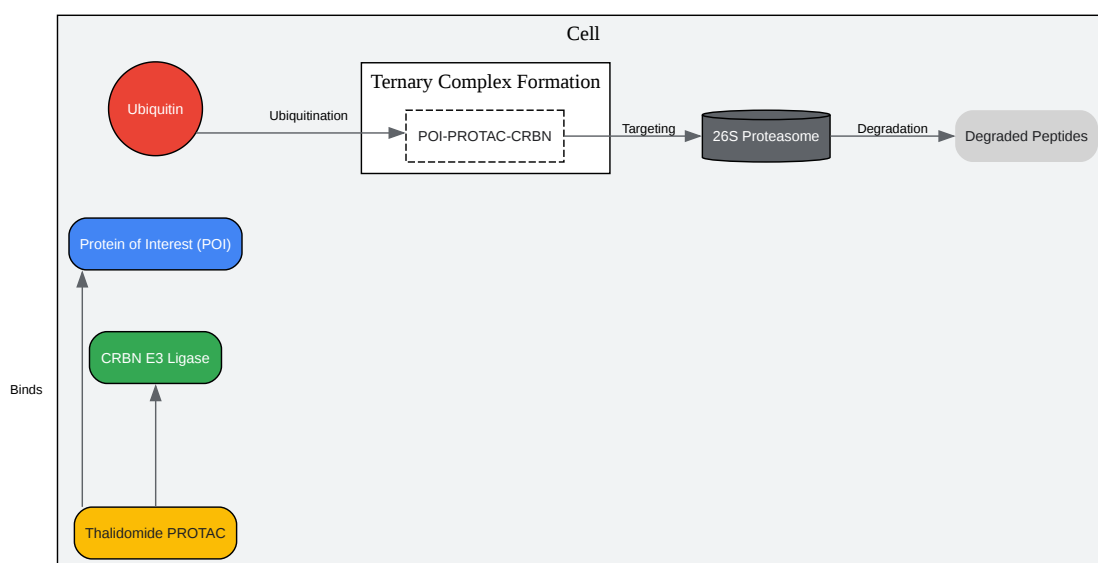 Cell
Ternary Complex Formation
Ubiquitin
Ubiquitination
POI-PROTAC-CRBN
Targeting
26S Proteasome
Degradation
Degraded Peptides
Protein of Interest (POI)
CRBN E3 Ligase
Binds
Thalidomide PROTAC